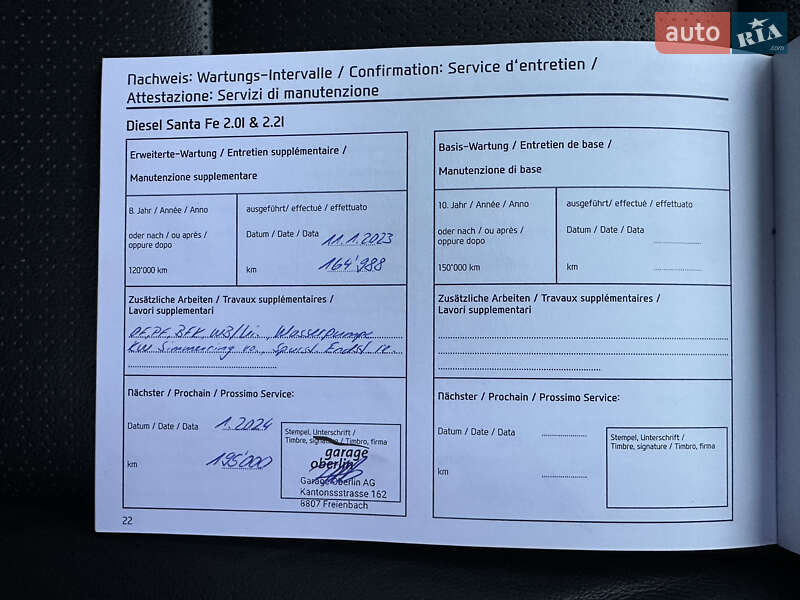 auto RIA .com
Nachweis: Wartungs-Intervalle / Confirmation: Service d'entretien /
Attestazione: Servizi di manutenzione
Diesel Santa Fe 2.0l & 2.2l
Erweiterte-Wartung / Entretien supplémentaire /
Manutenzione supplementare
8. Jahr / Année / Anno
oder nach / ou après /
oppure dopo
120'000 km
ausgeführt/ effectué / effettuato
Datum / Date / Data 11.1.2023
km 164'988
Zusätzliche Arbeiten / Travaux supplémentaires /
Lavori supplementari
Wasserpumpe
KW Simmering
Nächster / Prochain / Prossimo Service:
Datum / Date / Data 1.2024
km 195'000
Stempel, Unterschrift /
Timbre, signature / Timbro, firma
garage
oberlin
Garage Oberlin AG
Kantonssstrasse 162
8807 Freienbach
22
Basis-Wartung / Entretien de base /
Manutenzione di base
10. Jahr / Année / Anno
oder nach / ou après /
oppure dopo
150'000 km
ausgeführt/ effectué / effettuato
Datum / Date / Data
km
Zusätzliche Arbeiten / Travaux supplémentaires /
Lavori supplementari
Nächster / Prochain / Prossimo Service:
Datum / Date / Data
km
Stempel, Unterschrift /
Timbre, signature / Timbro, firma